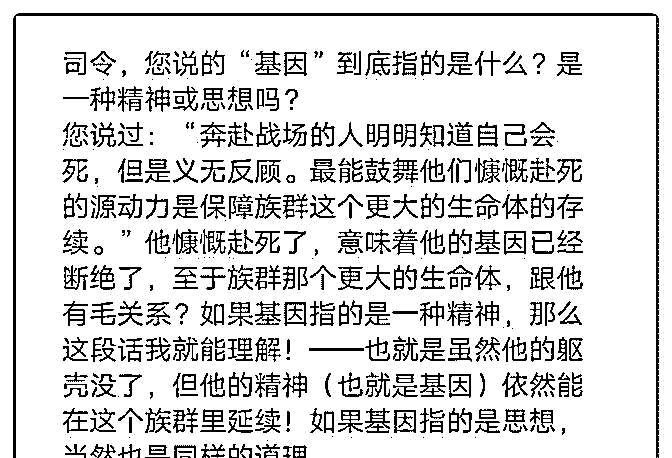 司令，您说的“基因”到底指的是什么？是
一种精神或思想吗？
您说过：“奔赴战场的人明明知道自己会
死，但是义无反顾。最能鼓舞他们慷慨赴死
的源动力是保障族群这个更大的生命体的存
续。”他慷慨赴死了，意味着他的基因已经
断绝了，至于族群那个更大的生命体，跟他
有毛关系？如果基因指的是一种精神，那么
这段话我就能理解！——也就是虽然他的躯
壳没了，但他的精神（也就是基因）依然能
在这个族群里延续！如果基因指的是思想，
当然也是同样的道理